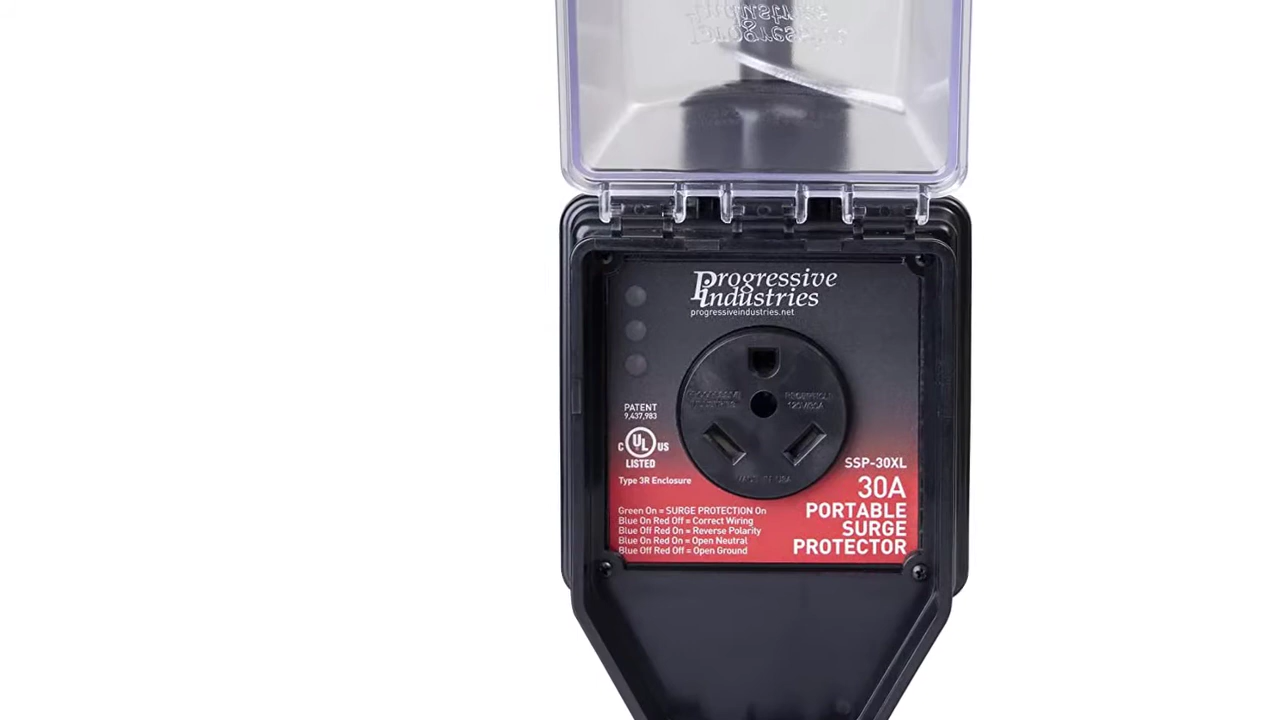 Progressive
Industries
progressiveindustries.net
PATENT
9,437,983
C UL US
LISTED
Type 3R Enclosure
SSP-30XL
30A
PORTABLE
SURGE
PROTECTOR
Green On = SURGE PROTECTION On
Blue On Red Off = Correct Wiring
Blue Off Red On = Reverse Polarity
Blue On Red On = Open Neutral
Blue Off Red Off = Open Ground